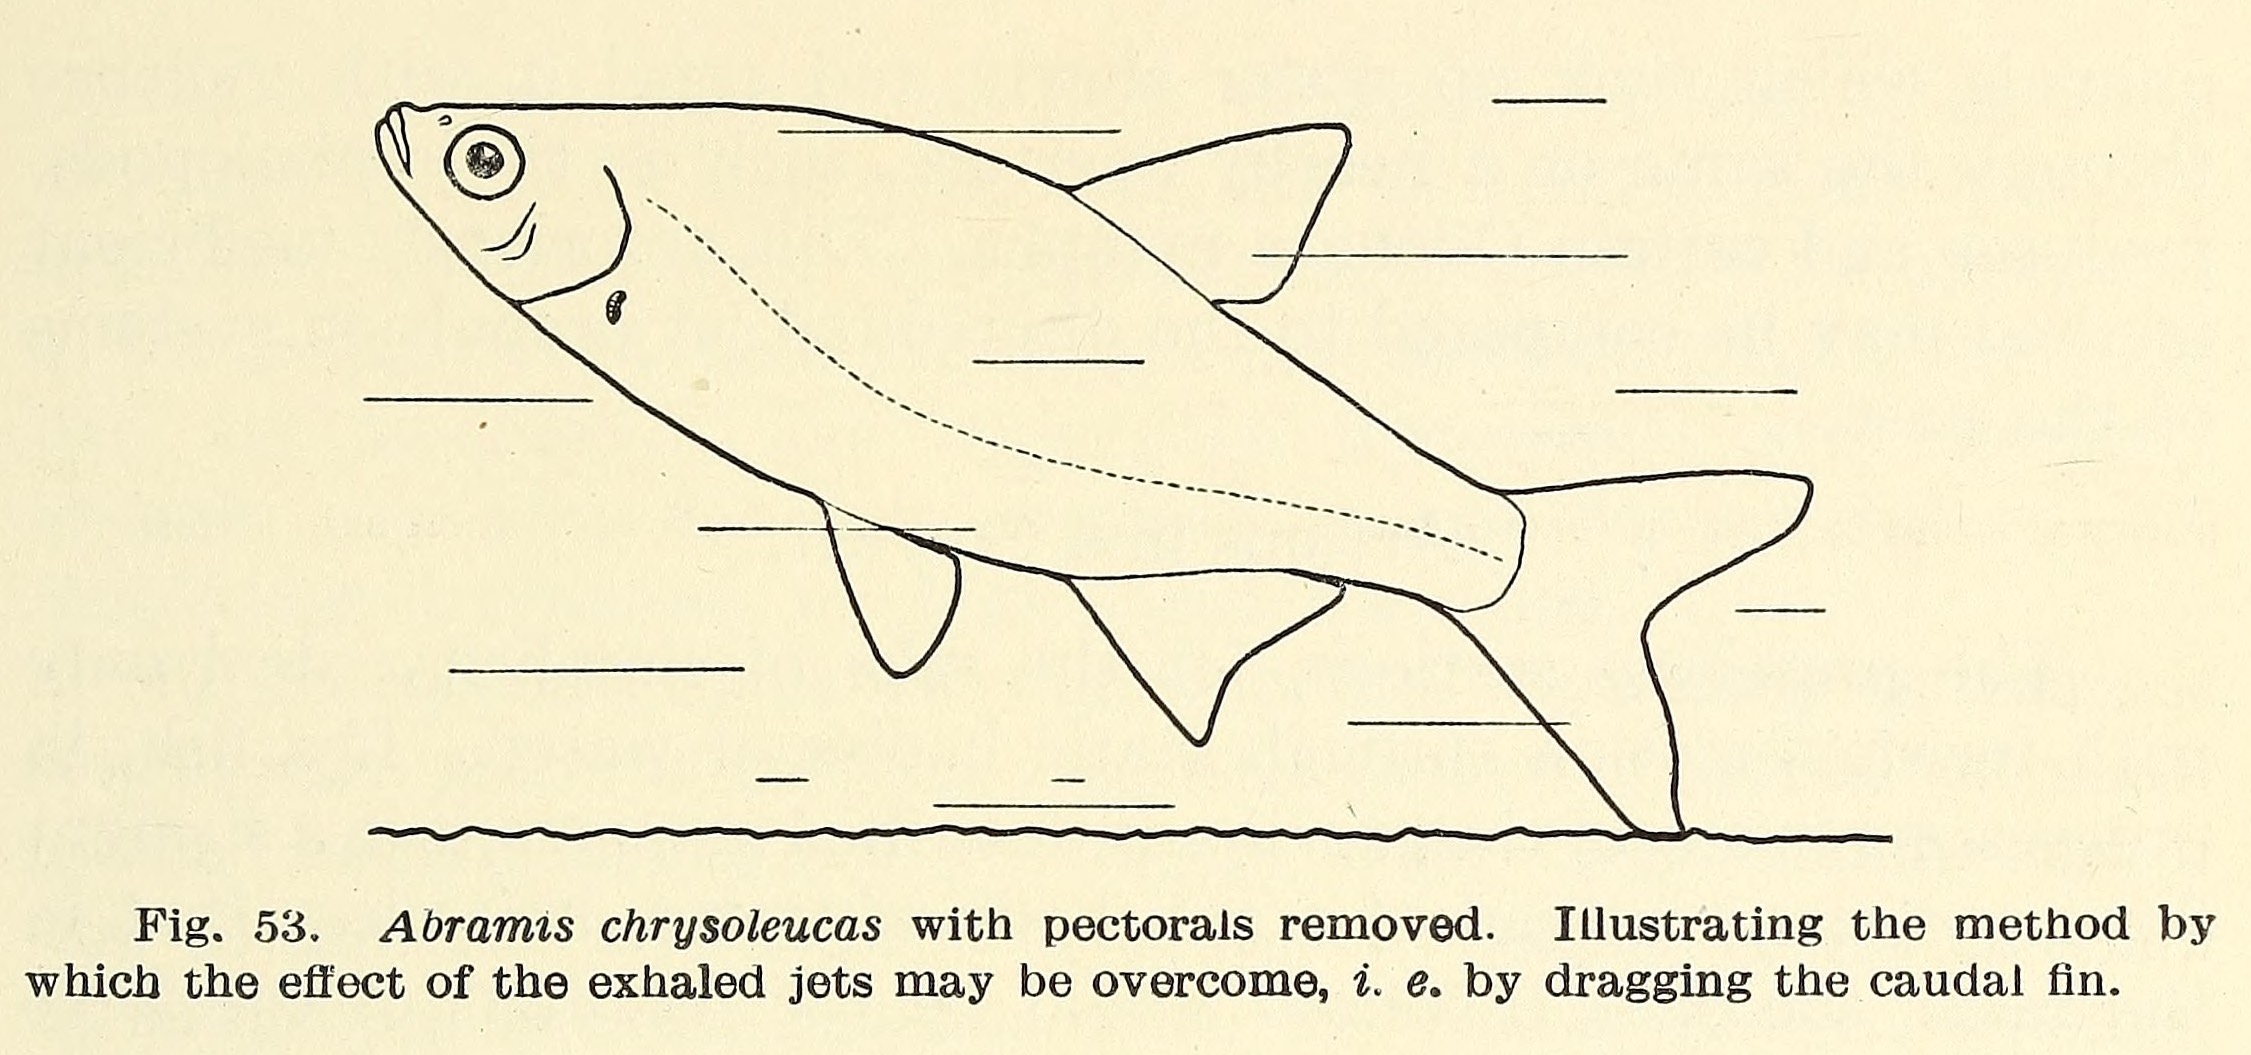 Fig. 53. Abramis chrysoleucas with pectorals removed. Illustrating the method by
which the effect of the exhaled jets may be overcome, i. e. by dragging the caudal fin.